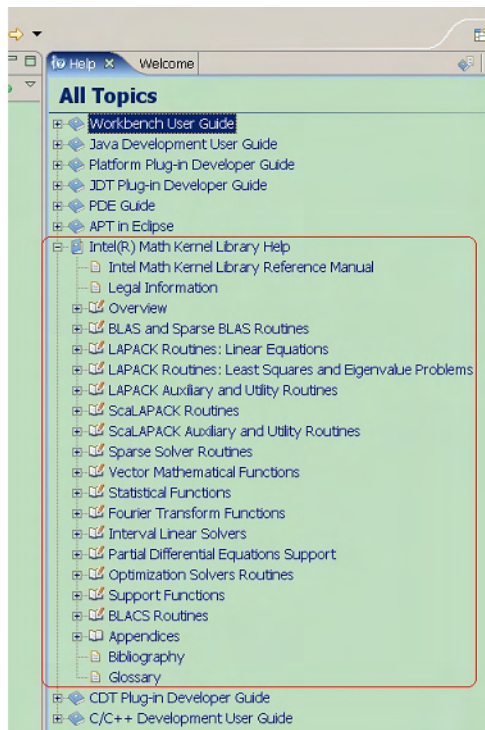 Help Welcome
All Topics
Workbench User Guide
Java Development User Guide
Platform Plug-in Developer Guide
JDT Plug-in Developer Guide
PDE Guide
APT in Eclipse
Intel(R) Math Kernel Library Help
Intel Math Kernel Library Reference Manual
Legal Information
Overview
BLAS and Sparse BLAS Routines
LAPACK Routines: Linear Equations
LAPACK Routines: Least Squares and Eigenvalue Problems
LAPACK Auxiliary and Utility Routines
ScaLAPACK Routines
ScaLAPACK Auxiliary and Utility Routines
Sparse Solver Routines
Vector Mathematical Functions
Statistical Functions
Fourier Transform Functions
Interval Linear Solvers
Partial Differential Equations Support
Optimization Solvers Routines
Support Functions
BLACS Routines
Appendices
Bibliography
Glossary
CDT Plug-in Developer Guide
C/C++ Development User Guide